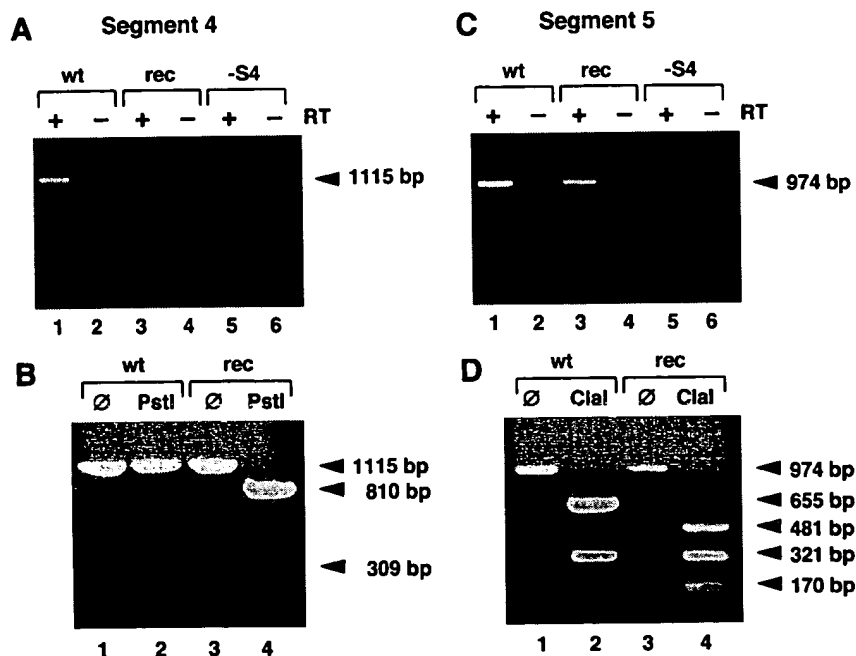 A
Segment 4
wt rec -S4
+ − + − + − RT
1115 bp
1 2 3 4 5 6
B
wt rec
Ø PstI Ø PstI
1115 bp
810 bp
309 bp
1 2 3 4
C
Segment 5
wt rec -S4
+ − + − + − RT
974 bp
1 2 3 4 5 6
D
wt rec
Ø ClaI Ø ClaI
974 bp
655 bp
481 bp
321 bp
170 bp
1 2 3 4